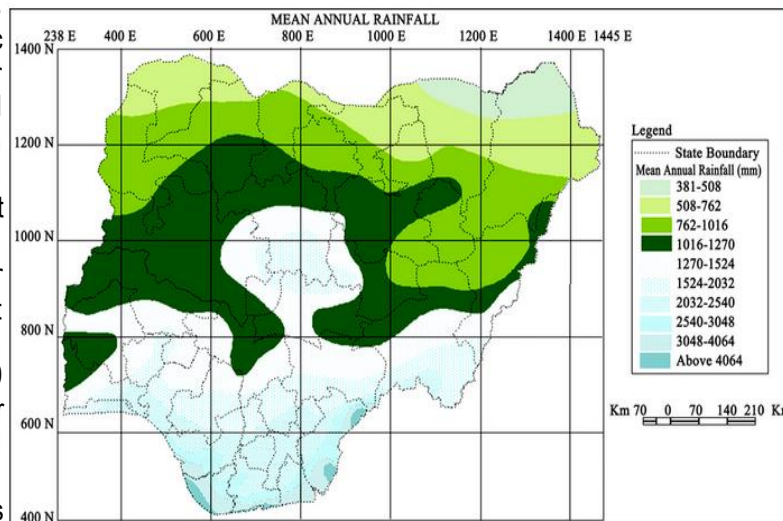 MEAN ANNUAL RAINFALL
238 E 400 E 600 E 800 E 1000 E 1200 E 1400 E 1445 E
1400 N
1200 N
1000 N
800 N
600 N
400 N
Legend
State Boundary
Mean Annual Rainfall (mm)
381-508
508-762
762-1016
1016-1270
1270-1524
1524-2032
2032-2540
2540-3048
3048-4064
Above 4064
Km 70 0 70 140 210